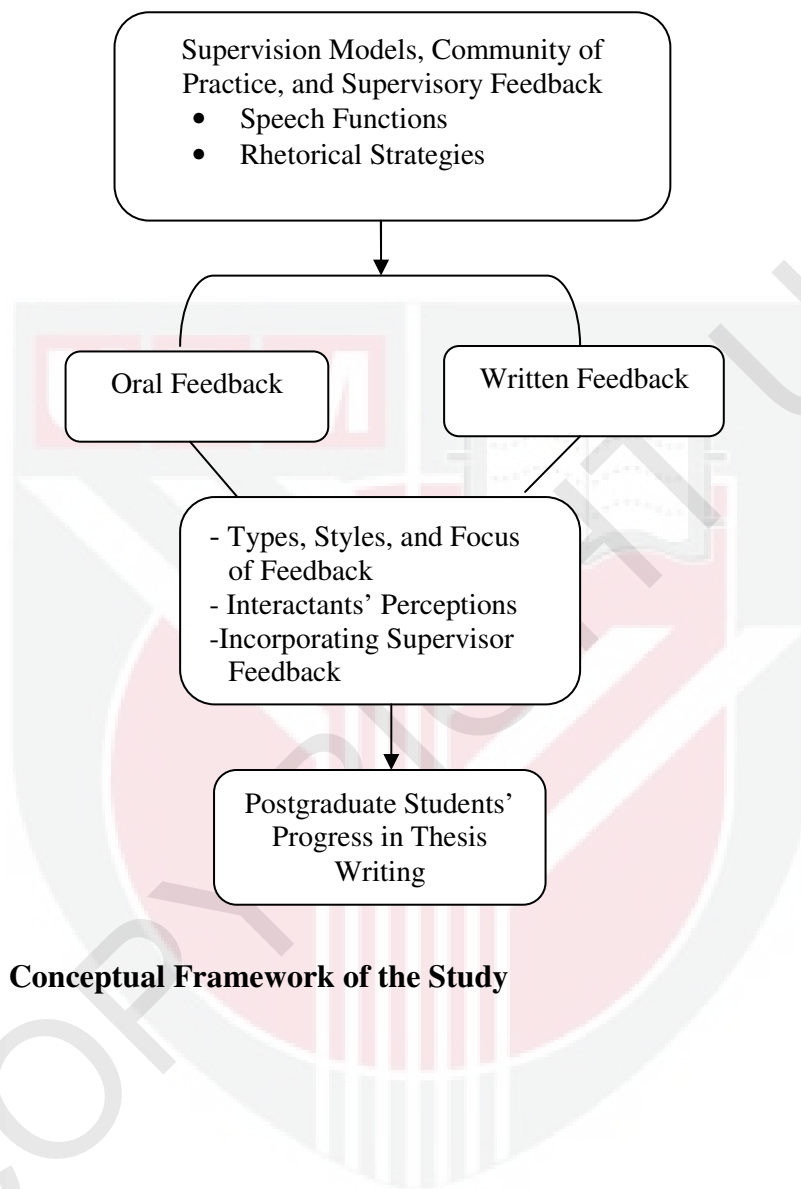 Supervision Models, Community of
Practice, and Supervisory Feedback
• Speech Functions
• Rhetorical Strategies
Oral Feedback
Written Feedback
- Types, Styles, and Focus
of Feedback
- Interactants’ Perceptions
-Incorporating Supervisor
Feedback
Postgraduate Students’
Progress in Thesis
Writing
Conceptual Framework of the Study
COPYRIGHT U